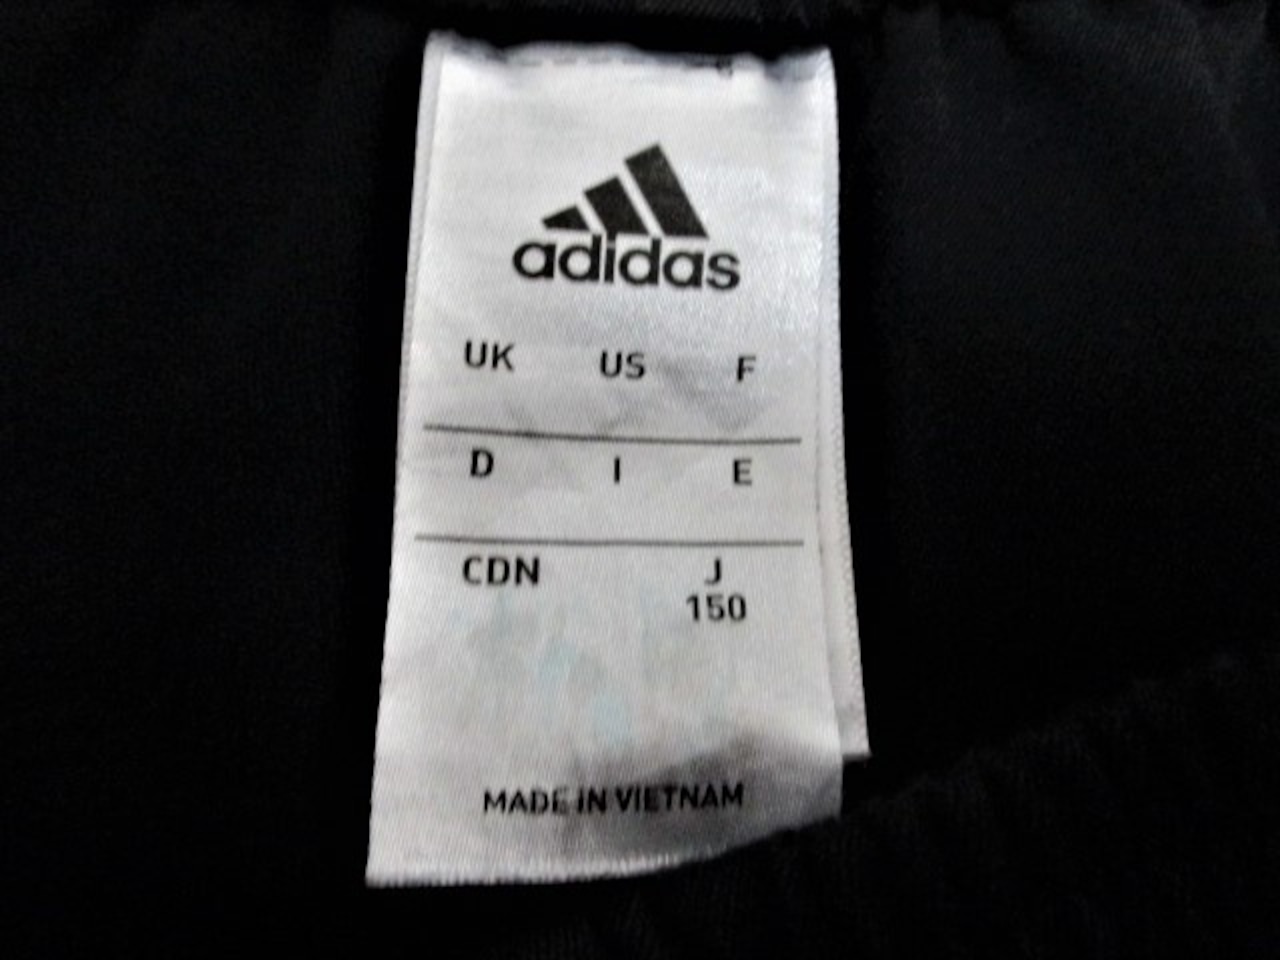 adidas
UK US F
D I E
CDN J
150
MADE IN VIETNAM